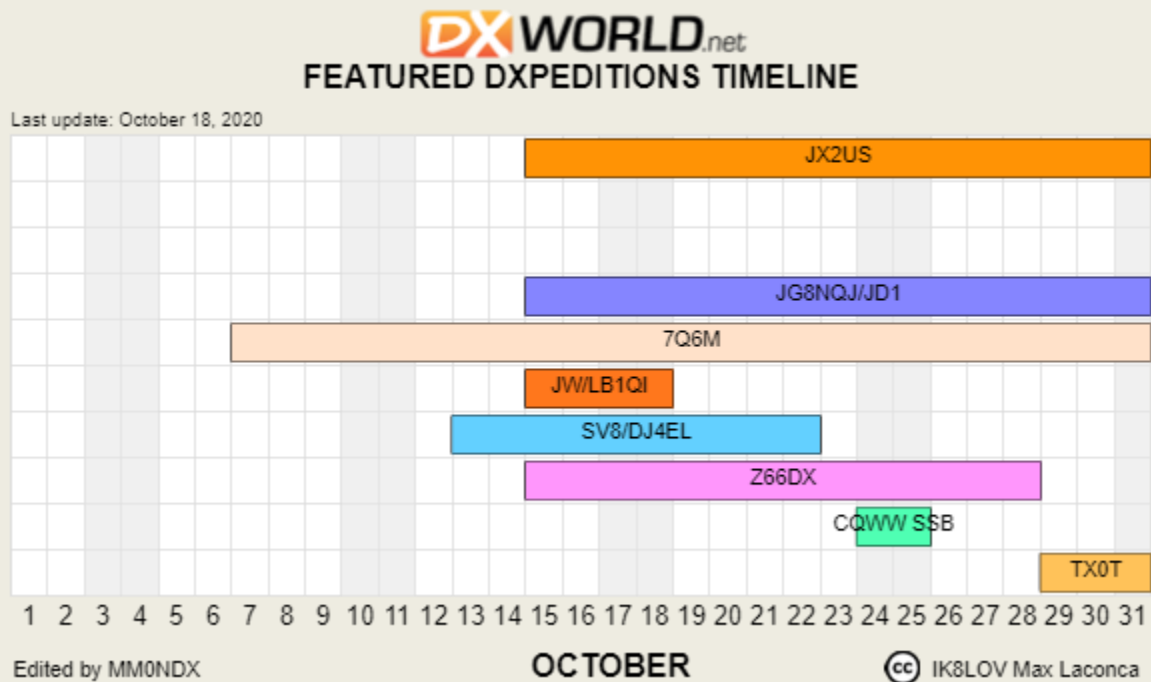 DX WORLD.net
FEATURED DXPEDITIONS TIMELINE
Last update: October 18, 2020
JX2US
JG8NQJ/JD1
7Q6M
JW/LB1QI
SV8/DJ4EL
Z66DX
CQWW SSB
TX0T
1 2 3 4 5 6 7 8 9 10 11 12 13 14 15 16 17 18 19 20 21 22 23 24 25 26 27 28 29 30 31
Edited by MM0NDX OCTOBER cc IK8LOV Max Laconca